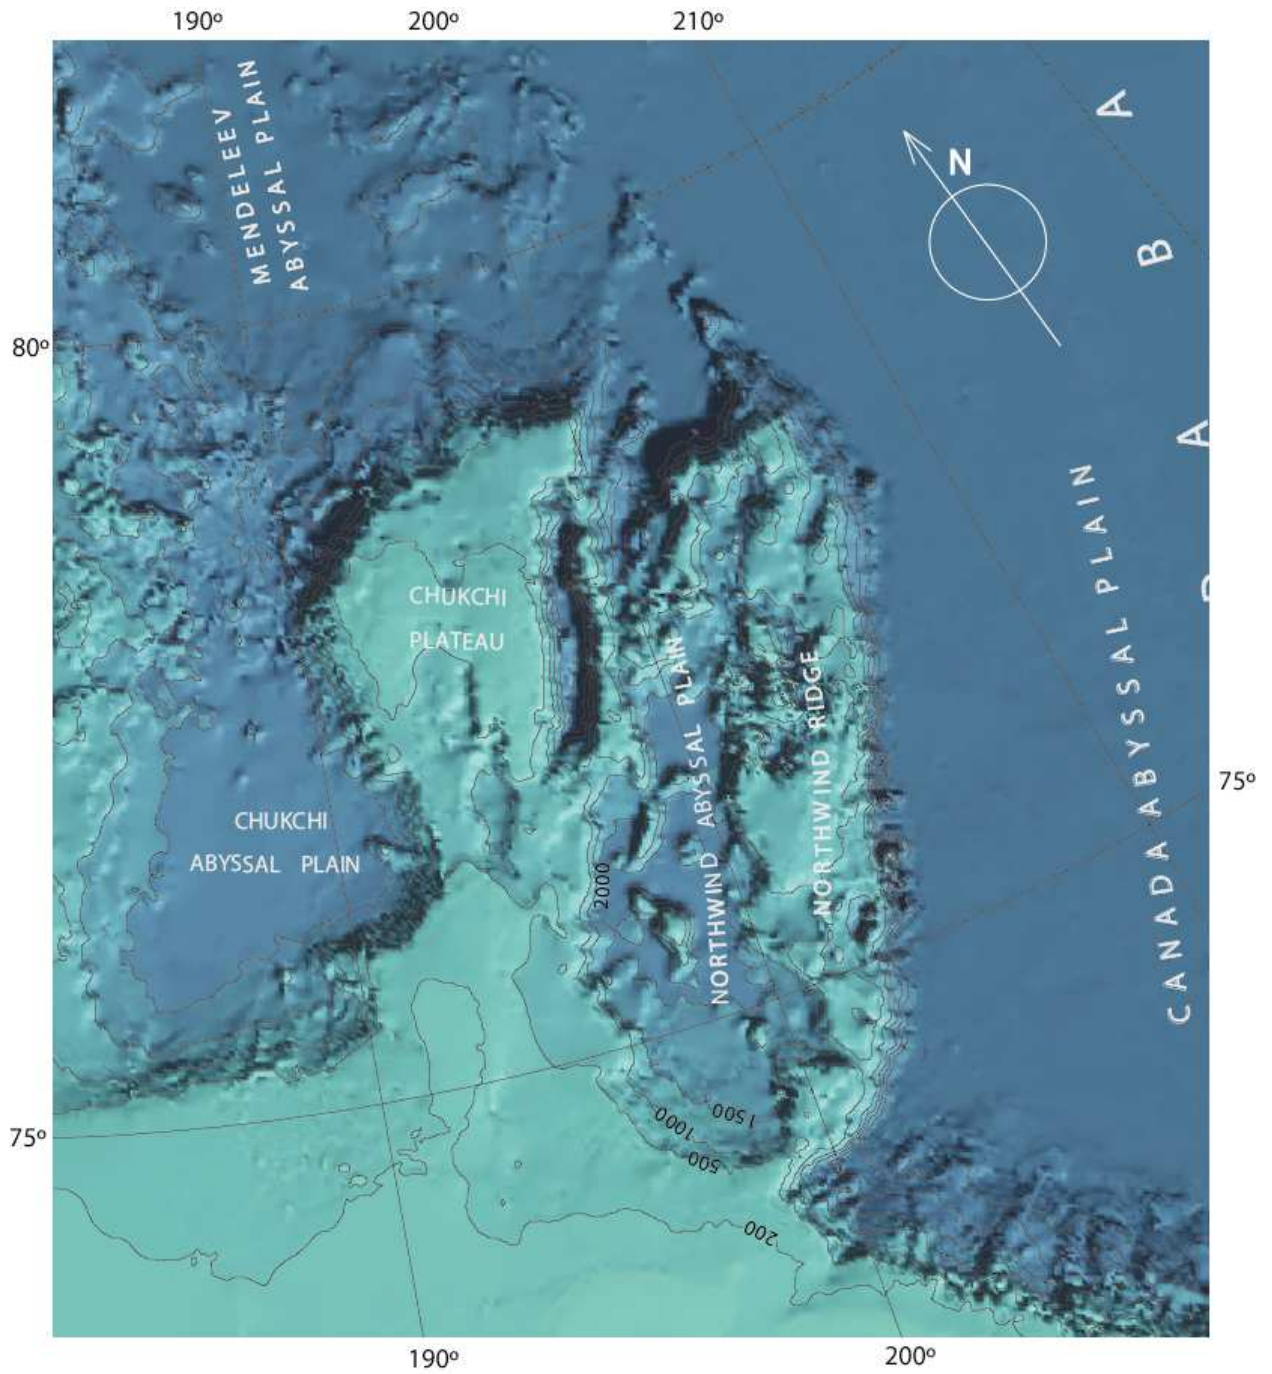 190º 200º 210º
MENDELEEV
ABYSSAL PLAIN
N
A
B
A
80º
CANADA ABYSSAL PLAIN
CHUKCHI
PLATEAU
NORTHWIND ABYSSAL PLAIN
NORTHWIND RIDGE
75º
CHUKCHI
ABYSSAL PLAIN
2000
1500
1000
500
75º
200
190º 200º